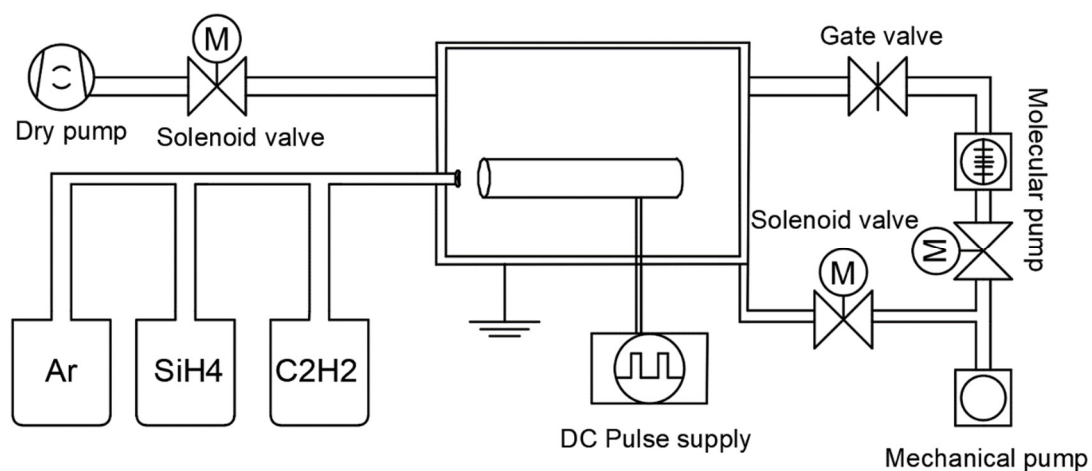 M
Gate valve
Dry pump
Solenoid valve
Molecular pump
Solenoid valve
M
M
Ar
SiH4
C2H2
DC Pulse supply
Mechanical pump